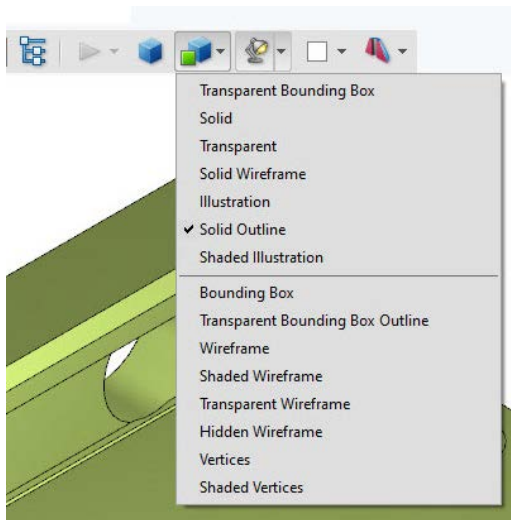 Transparent Bounding Box
Solid
Transparent
Solid Wireframe
Illustration
Solid Outline
Shaded Illustration
Bounding Box
Transparent Bounding Box Outline
Wireframe
Shaded Wireframe
Transparent Wireframe
Hidden Wireframe
Vertices
Shaded Vertices